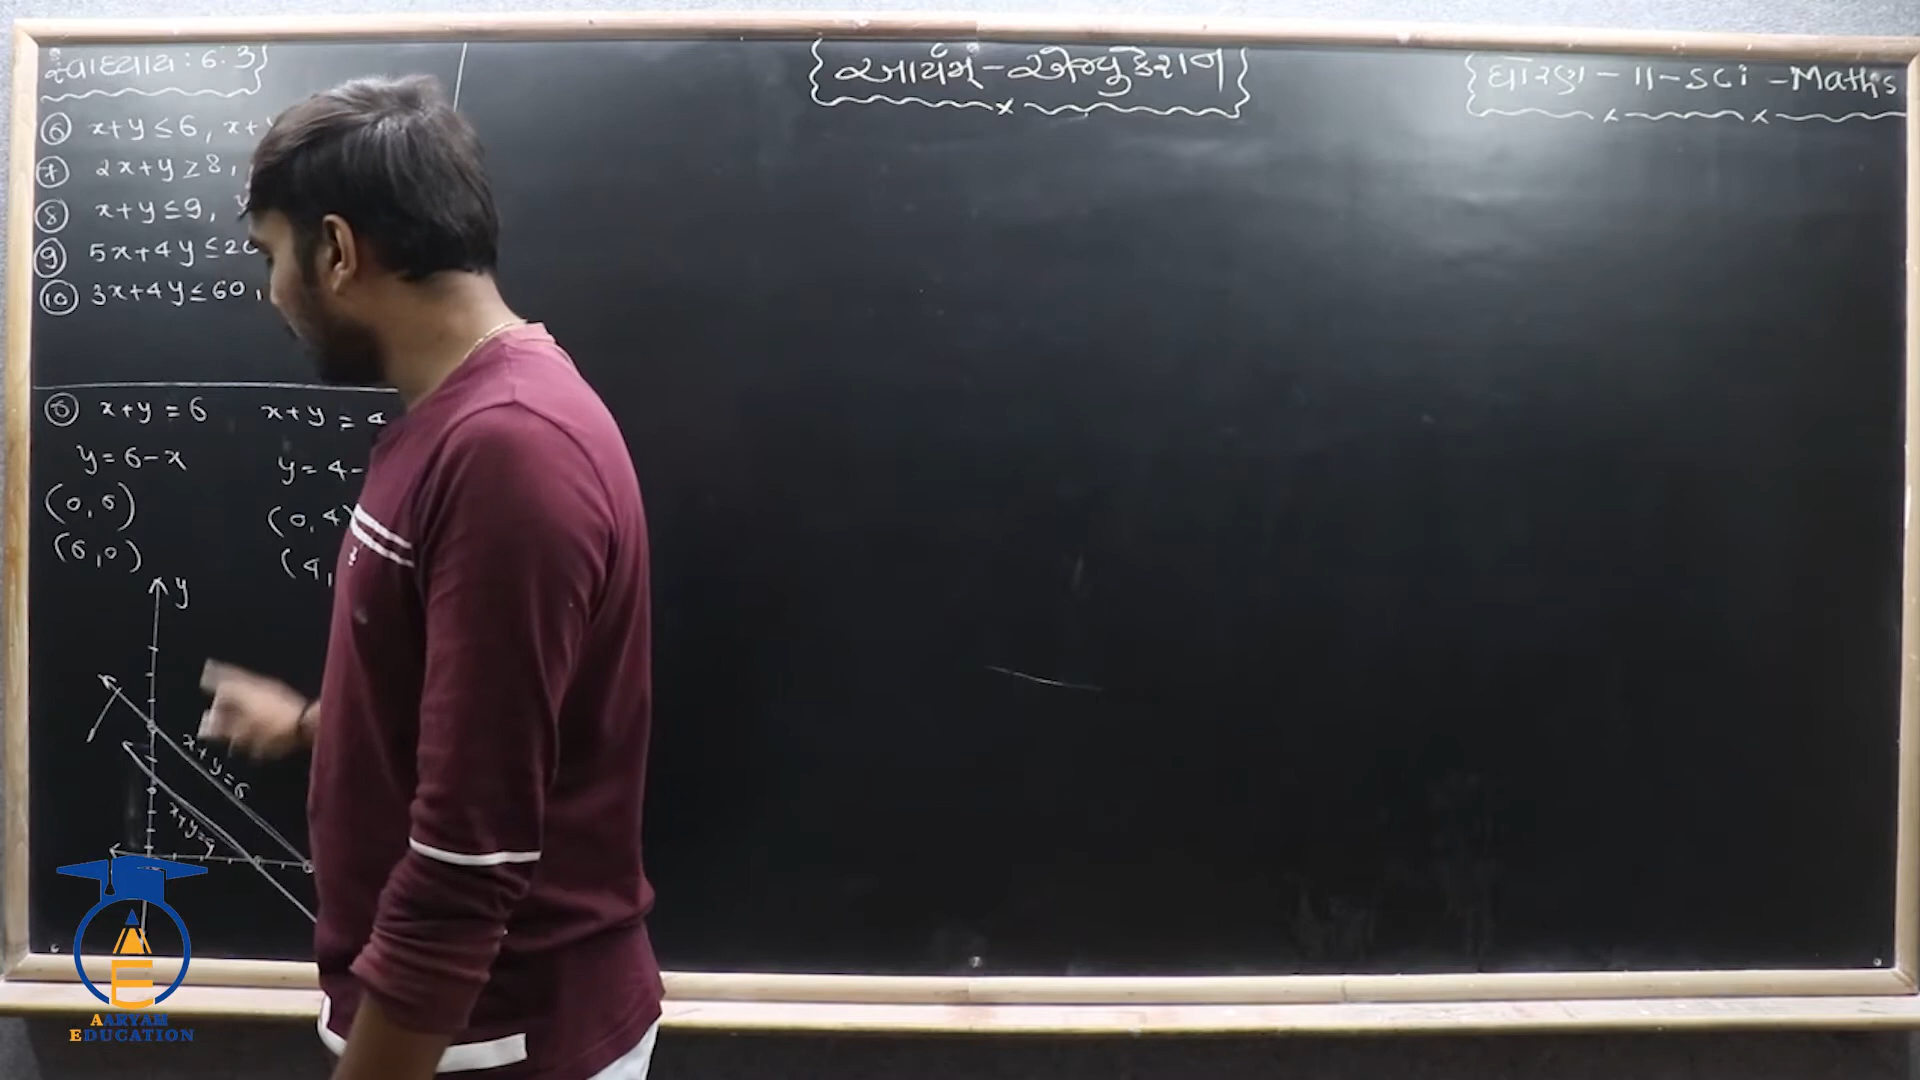 સ્વાધ્યાય : 6.3
{આર્યમ્ - એજ્યુકેશન}
ધોરણ - 11 - SCi - Maths
⑥ x+y ≤ 6, x+
⑦ 2x+y ≥ 8,
⑧ x+y ≤ 9,
⑨ 5x+4y ≤ 20
⑩ 3x+4y ≤ 60,
⑥ x+y = 6 x+y = 4
y = 6-x y = 4-
(0,6) (0,4)
(6,0) (4,
y
x+y=6
AARYAM
EDUCATION